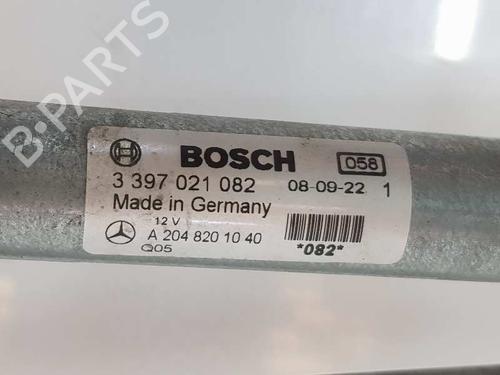 B-PARTS
BOSCH 058
3 397 021 082 08-09-22 1
Made in Germany
12 V
A 204 820 10 40
Q05 *082*